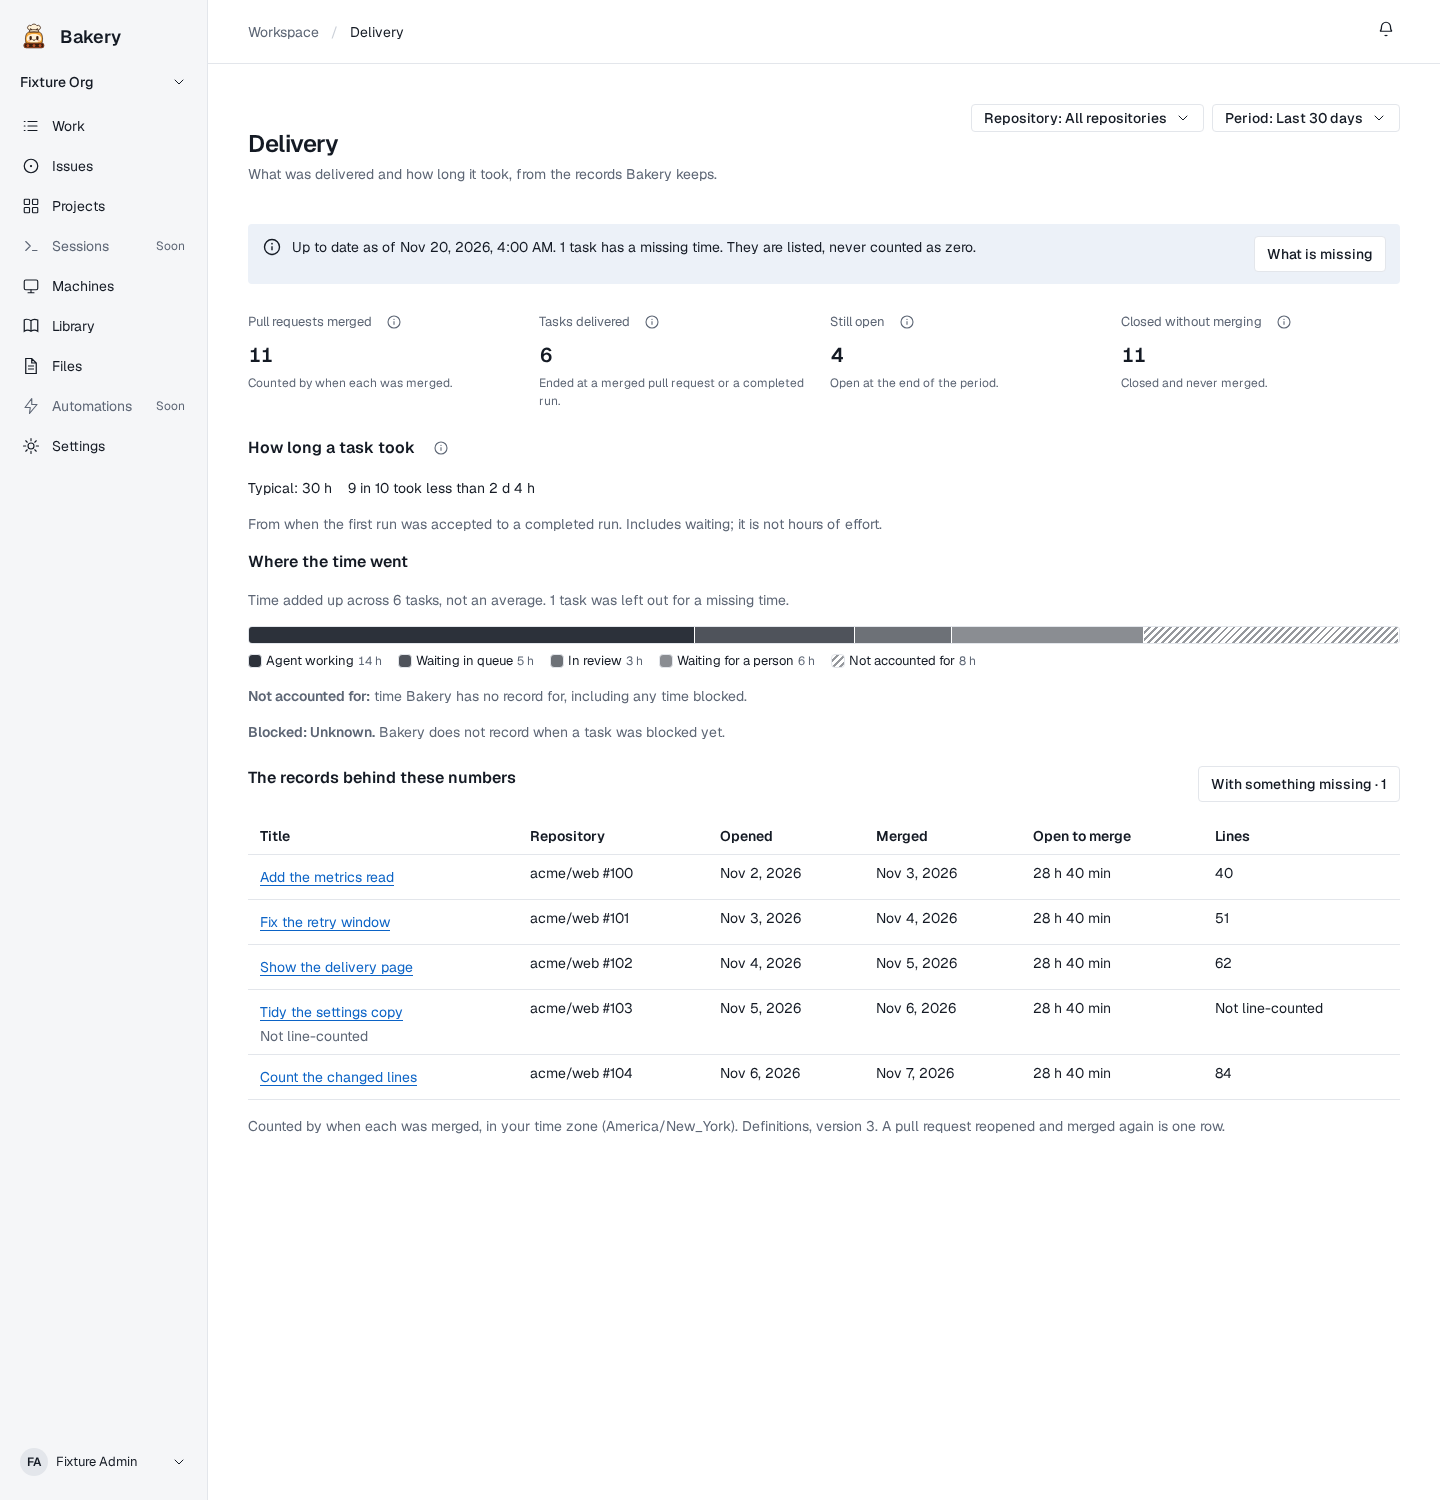 Bakery
Fixture Org
Work
Issues
Projects
Sessions Soon
Machines
Library
Files
Automations Soon
Settings
FA Fixture Admin
Workspace / Delivery
Repository: All repositories
Period: Last 30 days
Delivery
What was delivered and how long it took, from the records Bakery keeps.
Up to date as of Nov 20, 2026, 4:00 AM. 1 task has a missing time. They are listed, never counted as zero.
What is missing
Pull requests merged
11
Counted by when each was merged.
Tasks delivered
6
Ended at a merged pull request or a completed
run.
Still open
4
Open at the end of the period.
Closed without merging
11
Closed and never merged.
How long a task took
Typical: 30 h 9 in 10 took less than 2 d 4 h
From when the first run was accepted to a completed run. Includes waiting; it is not hours of effort.
Where the time went
Time added up across 6 tasks, not an average. 1 task was left out for a missing time.
Agent working 14 h Waiting in queue 5 h In review 3 h Waiting for a person 6 h Not accounted for 8 h
Not accounted for: time Bakery has no record for, including any time blocked.
Blocked: Unknown. Bakery does not record when a task was blocked yet.
The records behind these numbers
With something missing · 1
Title Repository Opened Merged Open to merge Lines
Add the metrics read acme/web #100 Nov 2, 2026 Nov 3, 2026 28 h 40 min 40
Fix the retry window acme/web #101 Nov 3, 2026 Nov 4, 2026 28 h 40 min 51
Show the delivery page acme/web #102 Nov 4, 2026 Nov 5, 2026 28 h 40 min 62
Tidy the settings copy acme/web #103 Nov 5, 2026 Nov 6, 2026 28 h 40 min Not line-counted
Not line-counted
Count the changed lines acme/web #104 Nov 6, 2026 Nov 7, 2026 28 h 40 min 84
Counted by when each was merged, in your time zone (America/New_York). Definitions, version 3. A pull request reopened and merged again is one row.